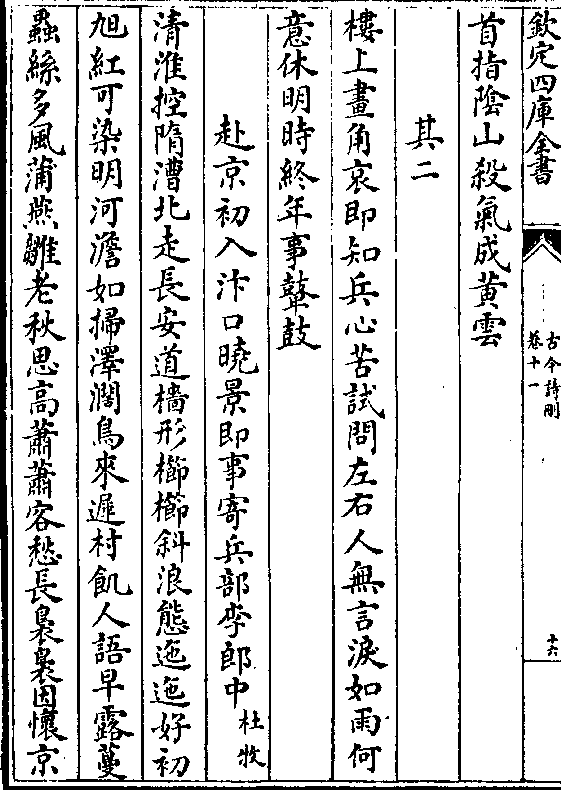 欽定四庫全書
古今詩刪
卷十一
十六
首指陰山殺氣成黄雲
其二
樓上畫角哀即知兵心苦試問左右人無言淚如雨何
意休明時終年事鼙鼓
赴京初入汴口曉景即事寄兵部李郎中 杜牧
清淮控隋漕北走長安道檣形櫛櫛斜浪態迤迤好初
旭紅可染明河澹如掃澤濶鳥來遲村飢人語早露蔓
蟲絲多風蒲燕雛老秋思高蕭蕭客愁長裊裊因懷京